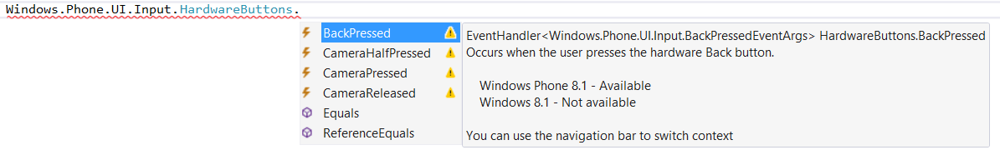 Windows.Phone.UI.Input.HardwareButtons.
BackPressed
CameraHalfPressed
CameraPressed
CameraReleased
Equals
ReferenceEquals
EventHandler<Windows.Phone.UI.Input.BackPressedEventArgs> HardwareButtons.BackPressed
Occurs when the user presses the hardware Back button.
Windows Phone 8.1 - Available
Windows 8.1 - Not available
You can use the navigation bar to switch context